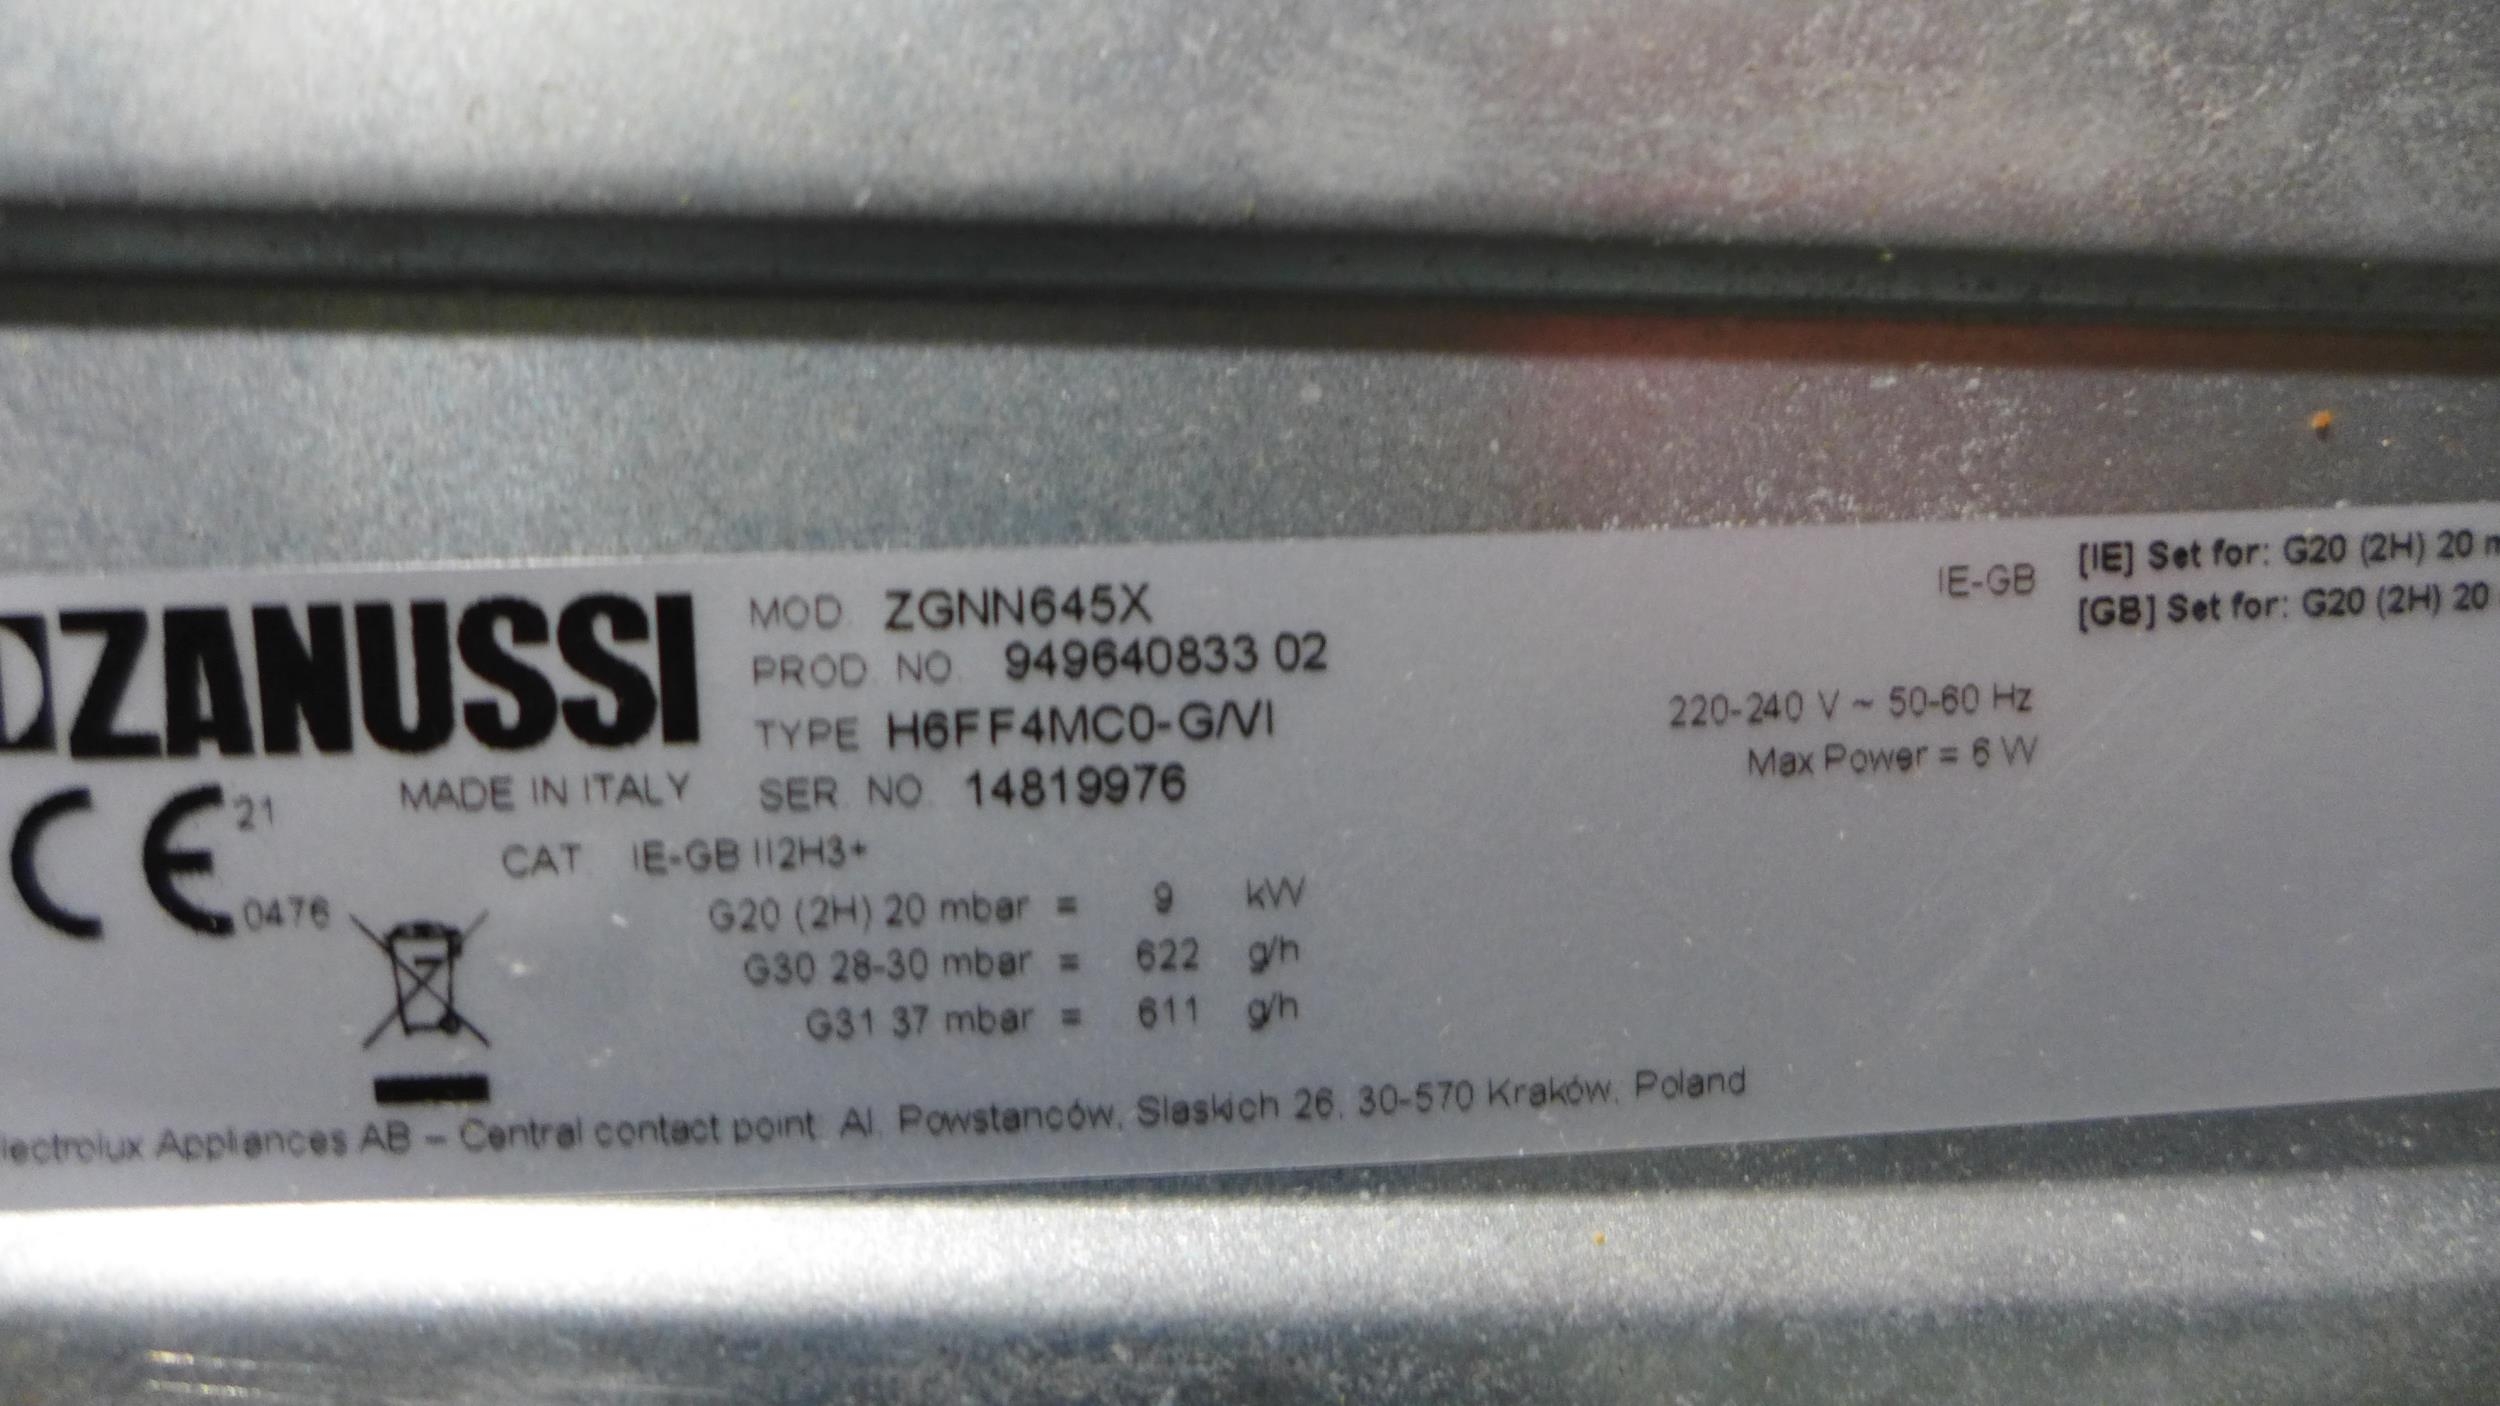 ZANUSSI
MOD. ZGNN645X
PROD. NO. 949640833 02
TYPE H6FF4MC0-G/VI
MADE IN ITALY SER. NO. 14819976
CE 21
0476
CAT. IE-GB II2H3+
G20 (2H) 20 mbar = 9 kW
G30 28-30 mbar = 622 g/h
G31 37 mbar = 611 g/h
IE-GB [IE] Set for: G20 (2H) 20 m
[GB] Set for: G20 (2H) 20
220-240 V ~ 50-60 Hz
Max Power = 6 W
lectrolux Appliances AB – Central contact point: Al. Powstanców, Slaskich 26, 30-570 Kraków, Poland